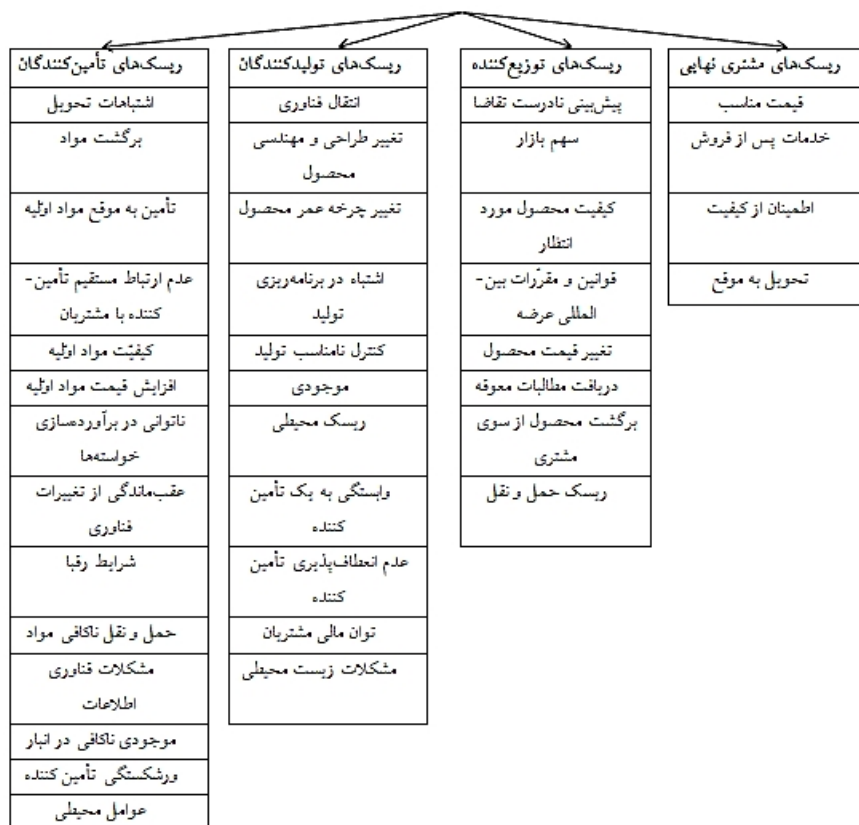 ریسک‌های مشتری نهایی
قیمت مناسب
خدمات پس از فروش
اطمینان از کیفیت
تحویل به موقع
ریسک‌های توزیع‌کننده
پیش‌بینی نادرست تقاضا
سهم بازار
کیفیت محصول مورد
انتظار
قوانین و مقرّرات بین-
المللی عرضه
تغییر قیمت محصول
دریافت مطالبات معوقه
برگشت محصول از سوی
مشتری
ریسک حمل و نقل
ریسک‌های تولیدکنندگان
انتقال فناوری
تغییر طراحی و مهندسی
محصول
تغییر چرخه عمر محصول
اشتباه در برنامه‌ریزی
تولید
کنترل نامناسب تولید
موجودی
ریسک محیطی
وابستگی به یک تأمین
کننده
عدم انعطاف‌پذیری تأمین
کننده
توان مالی مشتریان
مشکلات زیست محیطی
ریسک‌های تأمین‌کنندگان
اشتباهات تحویل
برگشت مواد
تأمین به موقع مواد اولیّه
عدم ارتباط مستقیم تأمین-
کننده با مشتریان
کیفیّت مواد اولیّه
افزایش قیمت مواد اولیّه
ناتوانی در برآورده‌سازی
خواسته‌ها
عقب‌ماندگی از تغییرات
فناوری
شرایط رقبا
حمل و نقل ناکافی مواد
مشکلات فناوری
اطلاعات
موجودی ناکافی در انبار
ورشکستگی تأمین کننده
عوامل محیطی